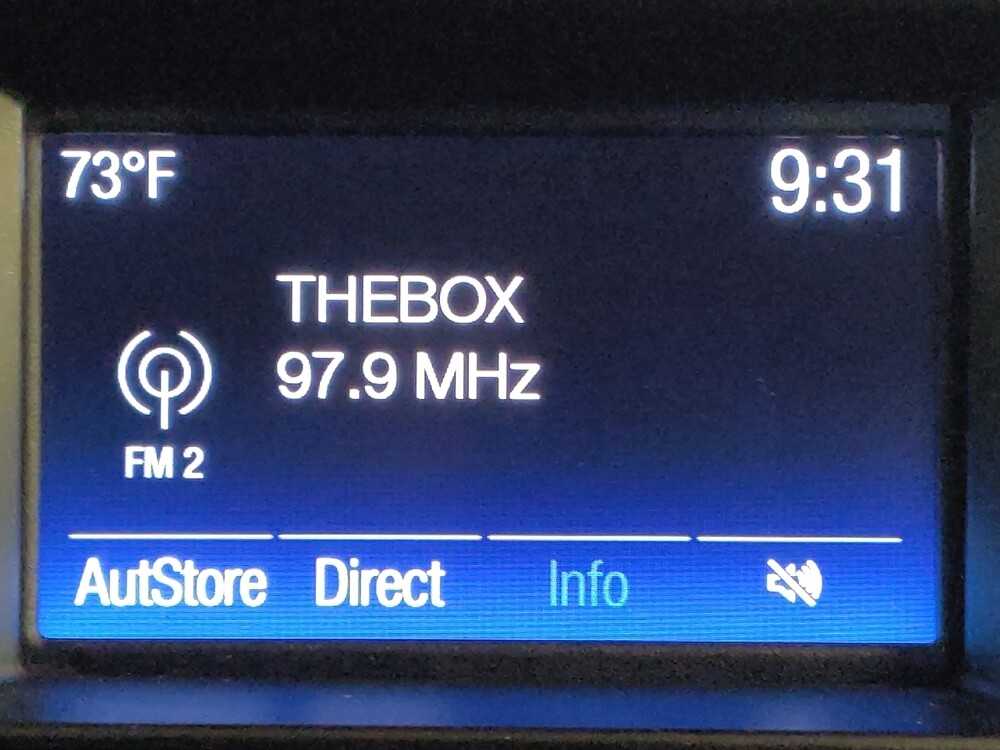 73°F 9:31
THEBOX
97.9 MHz
FM 2
AutStore Direct Info